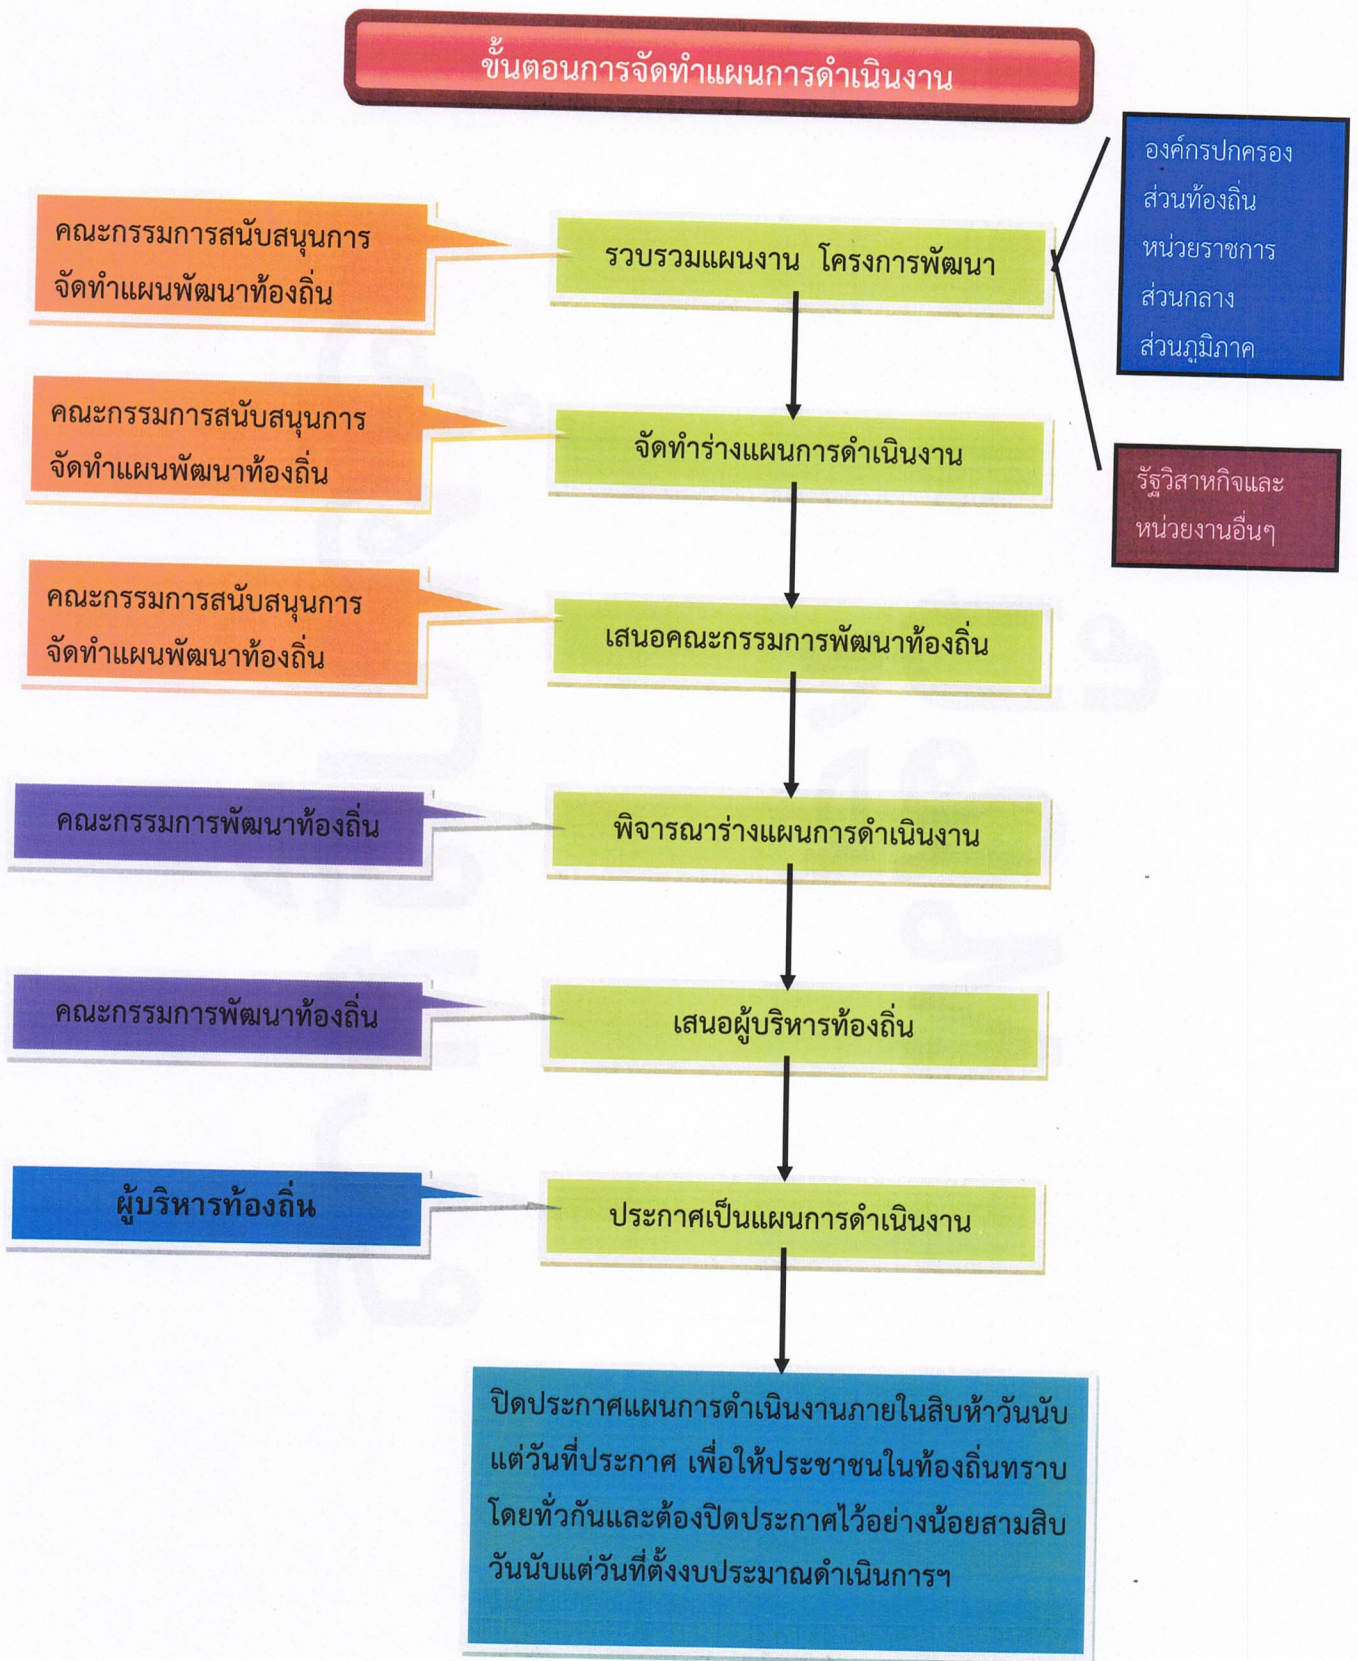 ขั้นตอนการจัดทำแผนการดำเนินงาน
องค์กรปกครอง
ส่วนท้องถิ่น
หน่วยราชการ
ส่วนกลาง
ส่วนภูมิภาค
คณะกรรมการสนับสนุนการ
จัดทำแผนพัฒนาท้องถิ่น
รวบรวมแผนงาน โครงการพัฒนา
รัฐวิสาหกิจและ
หน่วยงานอื่นๆ
คณะกรรมการสนับสนุนการ
จัดทำแผนพัฒนาท้องถิ่น
จัดทำร่างแผนการดำเนินงาน
คณะกรรมการสนับสนุนการ
จัดทำแผนพัฒนาท้องถิ่น
เสนอคณะกรรมการพัฒนาท้องถิ่น
คณะกรรมการพัฒนาท้องถิ่น
พิจารณาร่างแผนการดำเนินงาน
คณะกรรมการพัฒนาท้องถิ่น
เสนอผู้บริหารท้องถิ่น
ผู้บริหารท้องถิ่น
ประกาศเป็นแผนการดำเนินงาน
ปิดประกาศแผนการดำเนินงานภายในสิบห้าวันนับ
แต่วันที่ประกาศ เพื่อให้ประชาชนในท้องถิ่นทราบ
โดยทั่วกันและต้องปิดประกาศไว้อย่างน้อยสามสิบ
วันนับแต่วันที่ตั้งงบประมาณดำเนินการฯ